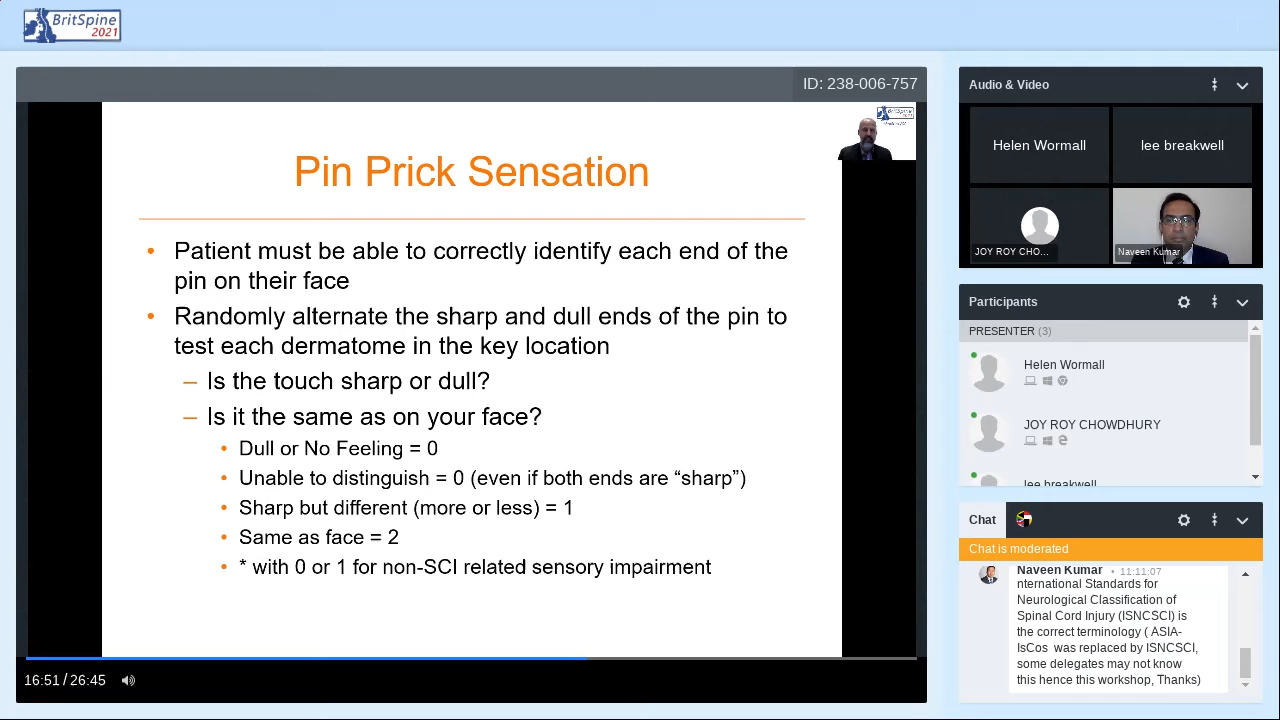 BritSpine
2021
ID: 238-006-757
Pin Prick Sensation
• Patient must be able to correctly identify each end of the
pin on their face
• Randomly alternate the sharp and dull ends of the pin to
test each dermatome in the key location
– Is the touch sharp or dull?
– Is it the same as on your face?
• Dull or No Feeling = 0
• Unable to distinguish = 0 (even if both ends are “sharp”)
• Sharp but different (more or less) = 1
• Same as face = 2
• * with 0 or 1 for non-SCI related sensory impairment
16:51 / 26:45
Audio & Video
Helen Wormall
lee breakwell
JOY ROY CHO...
Naveen Kumar
Participants
PRESENTER (3)
Helen Wormall
JOY ROY CHOWDHURY
lee breakwell
Chat
Chat is moderated
Naveen Kumar • 11:11:07
nternational Standards for
Neurological Classification of
Spinal Cord Injury (ISNCSCI) is
the correct terminology ( ASIA-
IsCos was replaced by ISNCSCI,
some delegates may not know
this hence this workshop, Thanks)